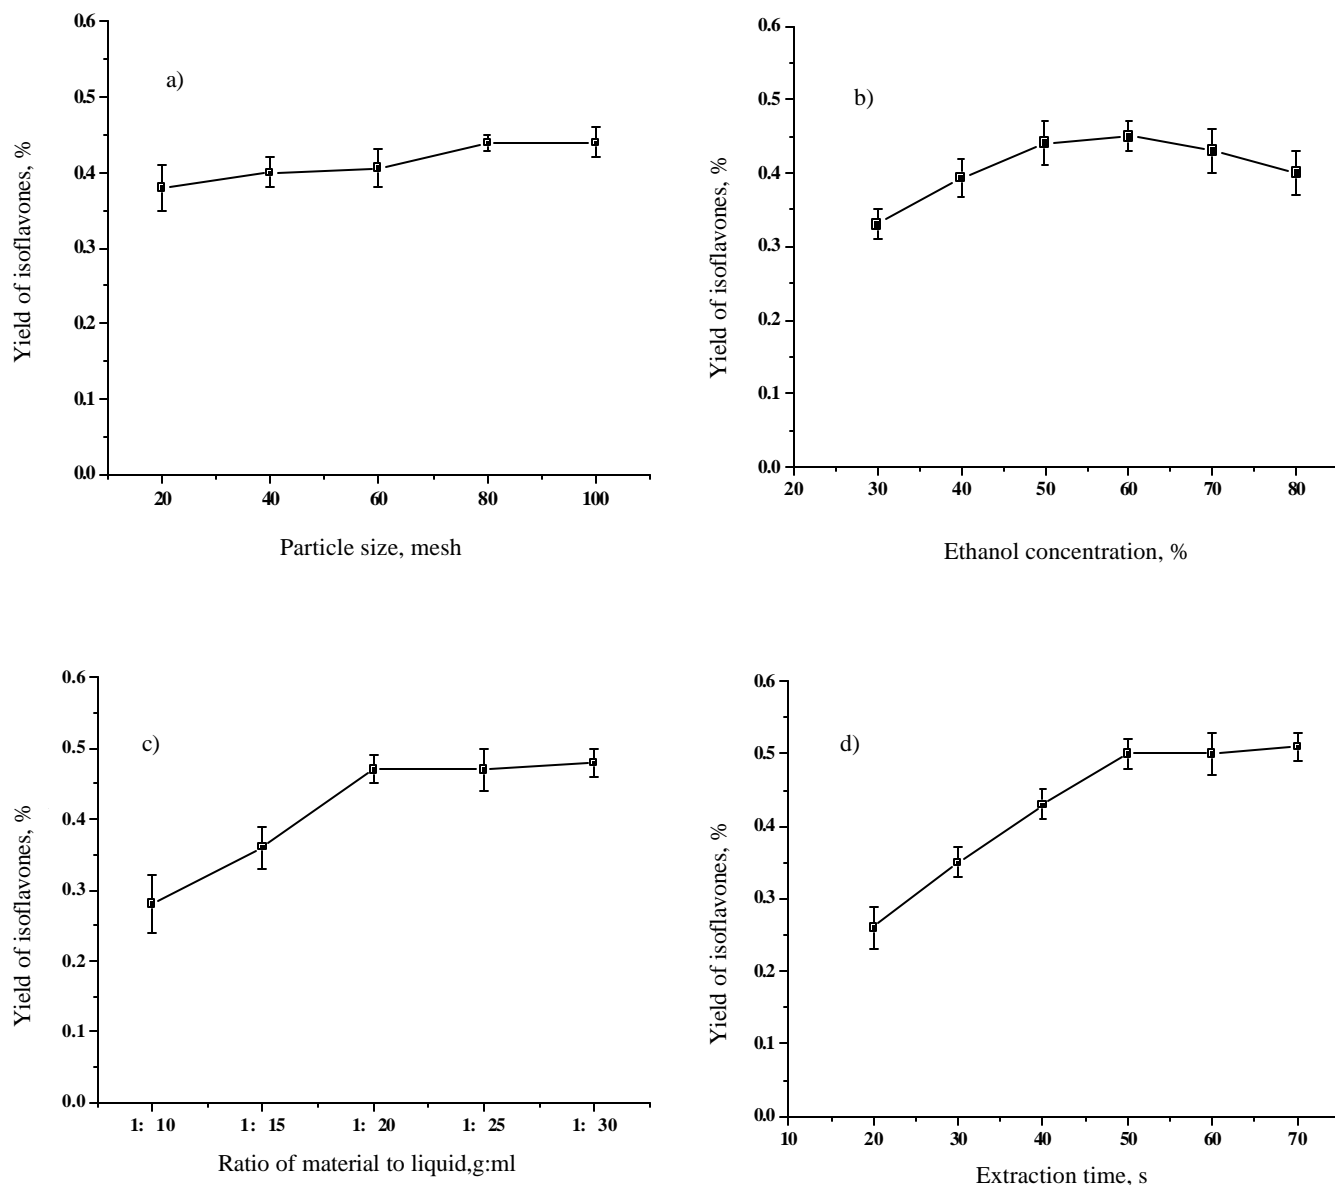 a)
0.6
0.5
0.4
0.3
0.2
0.1
0.0
20 40 60 80 100
Yield of isoflavones, %
Particle size, mesh
b)
0.6
0.5
0.4
0.3
0.2
0.1
0.0
20 30 40 50 60 70 80
Yield of isoflavones, %
Ethanol concentration, %
c)
0.6
0.5
0.4
0.3
0.2
0.1
0.0
1: 10 1: 15 1: 20 1: 25 1: 30
Yield of isoflavones, %
Ratio of material to liquid,g:ml
d)
0.6
0.5
0.4
0.3
0.2
0.1
0.0
10 20 30 40 50 60 70
Yield of isoflavones, %
Extraction time, s